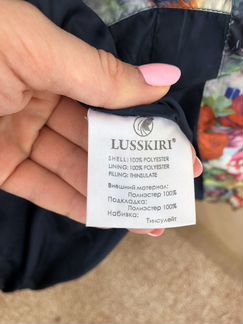 LUSSKIRI
SHELL:100% POLYESTER
LINING: 100% POLYESTER
FILLING: THINSULATE
Внешний материал:
Полиэстер 100%
Подкладка:
Полиэстер 100%
Набивка: Тинсулейт